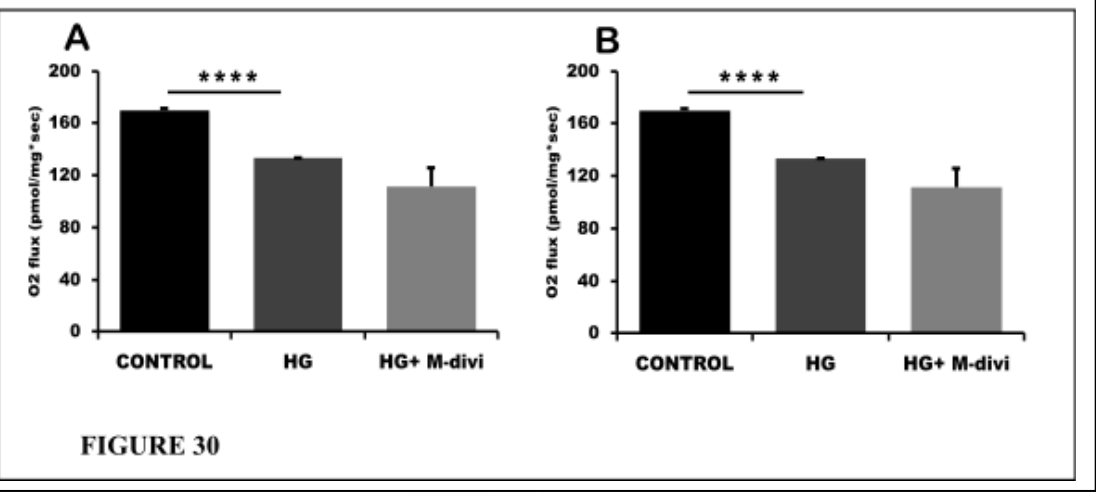 A
****
O2 flux (pmol/mg*sec)
200
160
120
80
40
0
CONTROL HG HG+ M-divi
B
****
O2 flux (pmol/mg*sec)
200
160
120
80
40
0
CONTROL HG HG+ M-divi
FIGURE 30